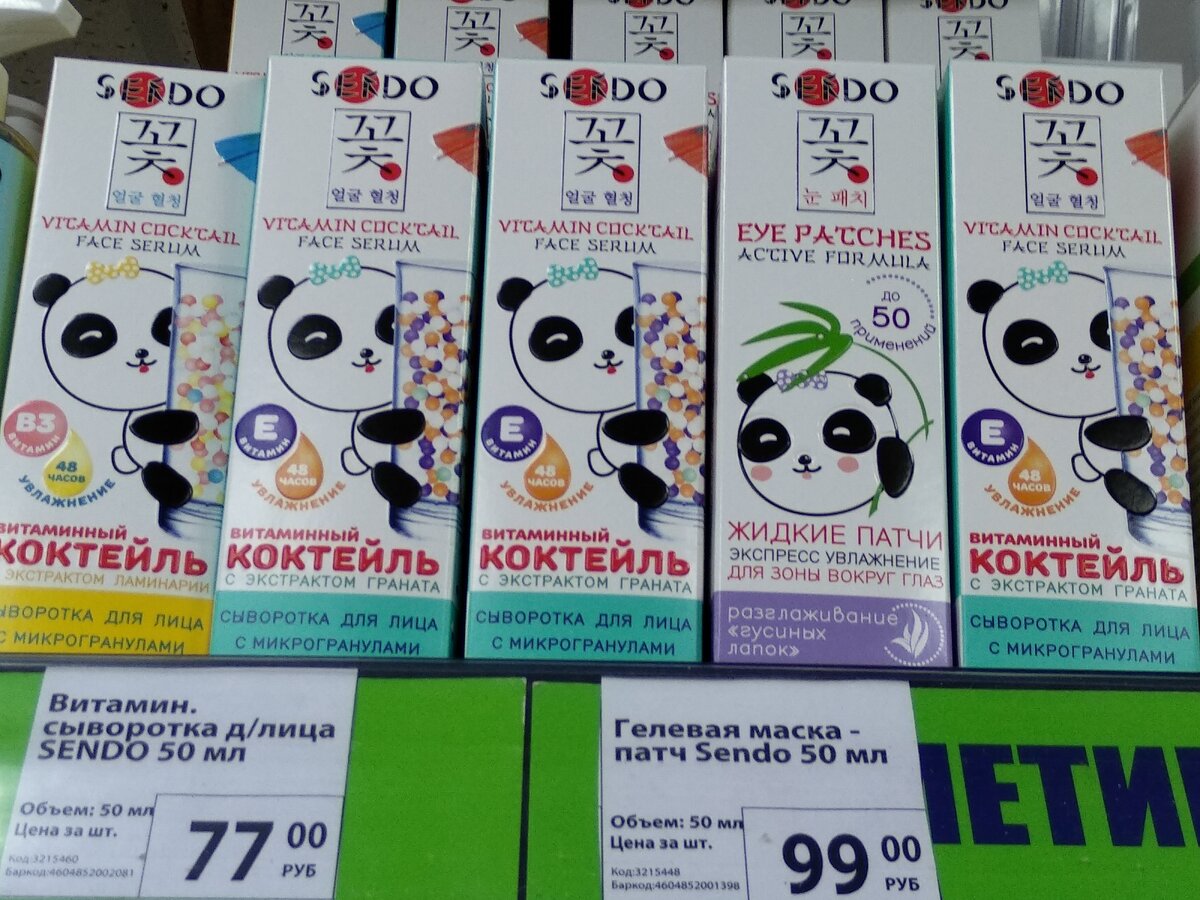 SENDO
꽃
얼굴 혈청
VITAMIN COCKTAIL
FACE SERUM
B3
ВИТАМИН
48
ЧАСОВ
УВЛАЖНЕНИЕ
ВИТАМИННЫЙ
КОКТЕЙЛЬ
ЭКСТРАКТОМ ЛАМИНАРИИ
СЫВОРОТКА ДЛЯ ЛИЦА
С МИКРОГРАНУЛАМИ
SENDO
꽃
얼굴 혈청
VITAMIN COCKTAIL
FACE SERUM
E
ВИТАМИН
48
ЧАСОВ
УВЛАЖНЕНИЕ
ВИТАМИННЫЙ
КОКТЕЙЛЬ
С ЭКСТРАКТОМ ГРАНАТА
СЫВОРОТКА ДЛЯ ЛИЦА
С МИКРОГРАНУЛАМИ
SENDO
꽃
얼굴 혈청
VITAMIN COCKTAIL
FACE SERUM
E
ВИТАМИН
48
ЧАСОВ
УВЛАЖНЕНИЕ
ВИТАМИННЫЙ
КОКТЕЙЛЬ
С ЭКСТРАКТОМ ГРАНАТА
СЫВОРОТКА ДЛЯ ЛИЦА
С МИКРОГРАНУЛАМИ
SENDO
꽃
눈 패치
EYE PATCHES
ACTIVE FORMULA
до
50
применений
ЖИДКИЕ ПАТЧИ
ЭКСПРЕСС УВЛАЖНЕНИЕ
ДЛЯ ЗОНЫ ВОКРУГ ГЛАЗ
разглаживание
«гусиных
лапок»
SENDO
꽃
얼굴 혈청
VITAMIN COCKTAIL
FACE SERUM
E
ВИТАМИН
48
ЧАСОВ
УВЛАЖНЕНИЕ
ВИТАМИННЫЙ
КОКТЕЙЛЬ
С ЭКСТРАКТОМ ГРАНАТА
СЫВОРОТКА ДЛЯ ЛИЦА
С МИКРОГРАНУЛАМИ
Витамин.
сыворотка д/лица
SENDO 50 мл
Объем: 50 мл
Цена за шт.
Код:3215460
Баркод:4604852002081
77 00
РУБ
Гелевая маска -
патч Sendo 50 мл
Объем: 50 мл
Цена за шт.
Код:3215448
Баркод:4604852001398
99 00
РУБ